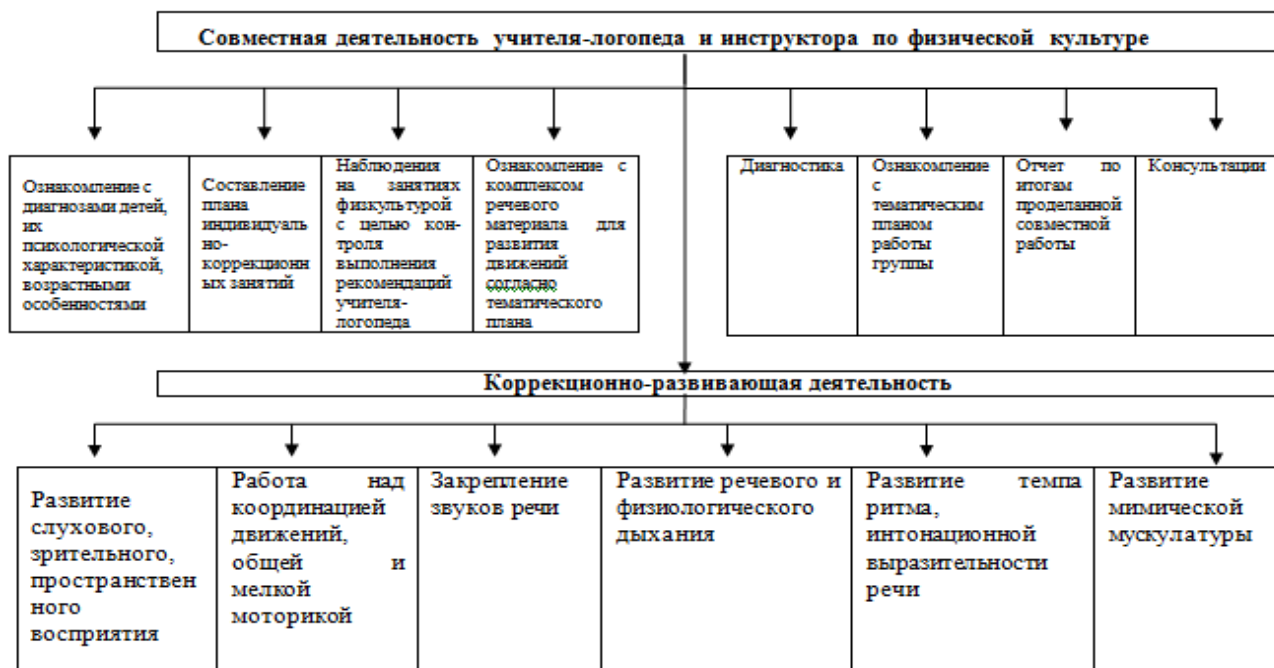 Совместная деятельность учителя-логопеда и инструктора по физической культуре
Ознакомление с
диагнозами детей,
их
психологической
характеристикой,
возрастными
особенностями
Составление
плана
индивидуаль
но-
коррекционн
ых занятий
Наблюдения
на занятиях
физкультурой
с целью кон-
троля
выполнения
рекомендаций
учителя-
логопеда
Ознакомление с
комплексом
речевого
материала для
развития
движений
согласно
тематического
плана
Диагностика
Ознакомление
с
тематическим
планом
работы
группы
Отчет по
итогам
проделанной
совместной
работы
Консультации
Коррекционно-развивающая деятельность
Развитие
слухового,
зрительного,
пространствен
ного
восприятия
Работа над
координацией
движений,
общей и
мелкой
моторикой
Закрепление
звуков речи
Развитие речевого и
физиологического
дыхания
Развитие темпа
ритма,
интонационной
выразительности
речи
Развитие
мимической
мускулатуры